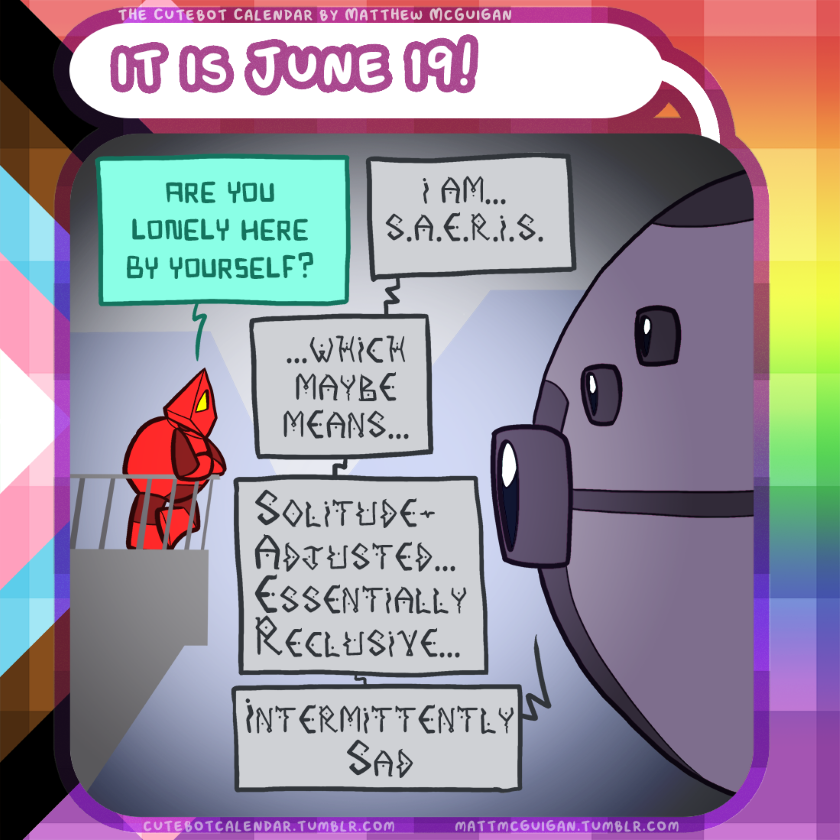 THE CUTEBOT CALENDAR BY MATTHEW MCGUIGAN
IT IS JUNE 19!
ARE YOU
LONELY HERE
BY YOURSELF?
I AM...
S.A.E.R.I.S.
...WHICH
MAYBE
MEANS...
SOLITUDE-
ADJUSTED...
ESSENTIALLY
RECLUSIVE...
INTERMITTENTLY
SAD
CUTEBOTCALENDAR.TUMBLR.COM
MATTMCGUIGAN.TUMBLR.COM